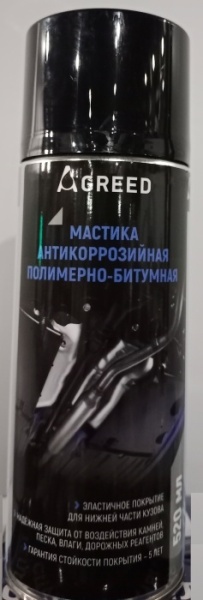 AGREED
МАСТИКА
АНТИКОРРОЗИЙНАЯ
ПОЛИМЕРНО-БИТУМНАЯ
ЭЛАСТИЧНОЕ ПОКРЫТИЕ
ДЛЯ НИЖНЕЙ ЧАСТИ КУЗОВА
НАДЕЖНАЯ ЗАЩИТА ОТ ВОЗДЕЙСТВИЯ КАМНЕЙ,
ПЕСКА, ВЛАГИ, ДОРОЖНЫХ РЕАГЕНТОВ
ГАРАНТИЯ СТОЙКОСТИ ПОКРЫТИЯ - 5 ЛЕТ
520 МЛ